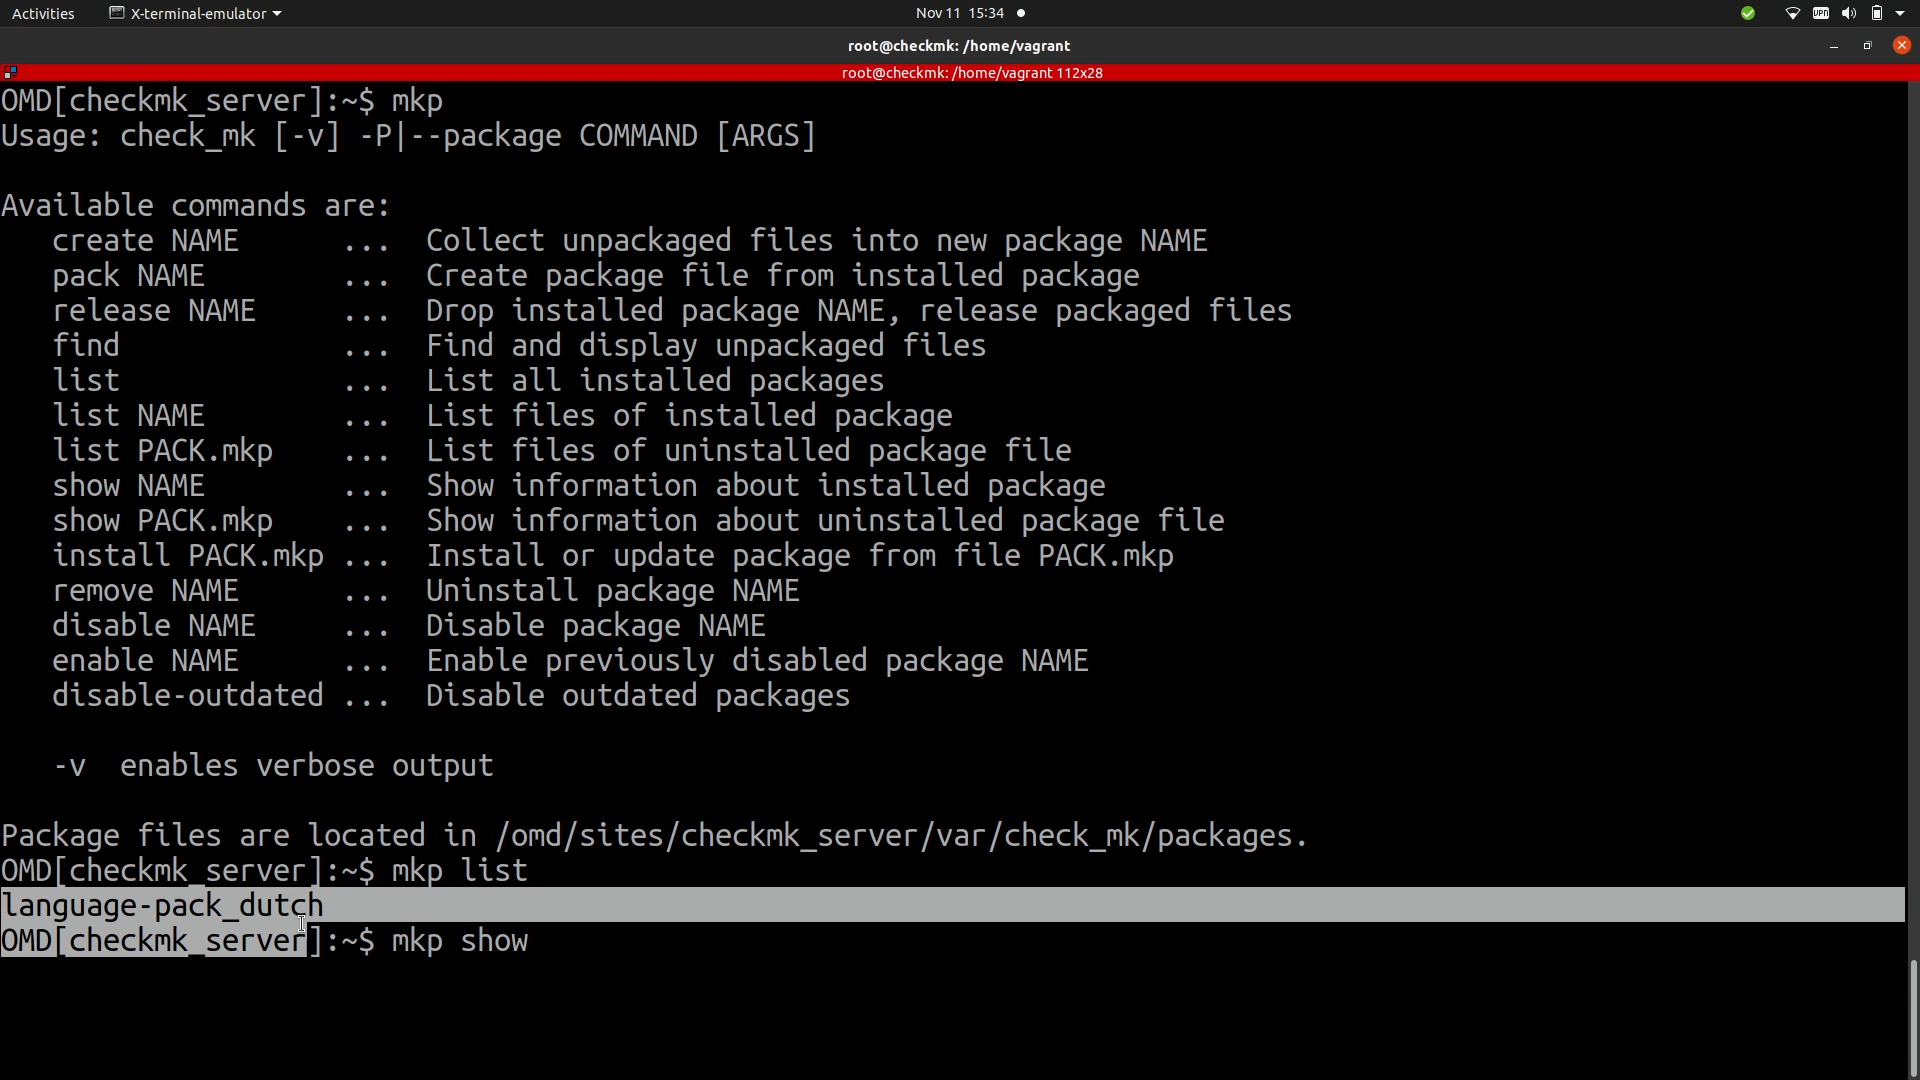 Activities X-terminal-emulator Nov 11 15:34 VPN
root@checkmk: /home/vagrant
root@checkmk: /home/vagrant 112x28
OMD[checkmk_server]:~$ mkp
Usage: check_mk [-v] -P|--package COMMAND [ARGS]
Available commands are:
create NAME ... Collect unpackaged files into new package NAME
pack NAME ... Create package file from installed package
release NAME ... Drop installed package NAME, release packaged files
find ... Find and display unpackaged files
list ... List all installed packages
list NAME ... List files of installed package
list PACK.mkp ... List files of uninstalled package file
show NAME ... Show information about installed package
show PACK.mkp ... Show information about uninstalled package file
install PACK.mkp ... Install or update package from file PACK.mkp
remove NAME ... Uninstall package NAME
disable NAME ... Disable package NAME
enable NAME ... Enable previously disabled package NAME
disable-outdated ... Disable outdated packages
-v enables verbose output
Package files are located in /omd/sites/checkmk_server/var/check_mk/packages.
OMD[checkmk_server]:~$ mkp list
language-pack_dutch
OMD[checkmk_server]:~$ mkp show